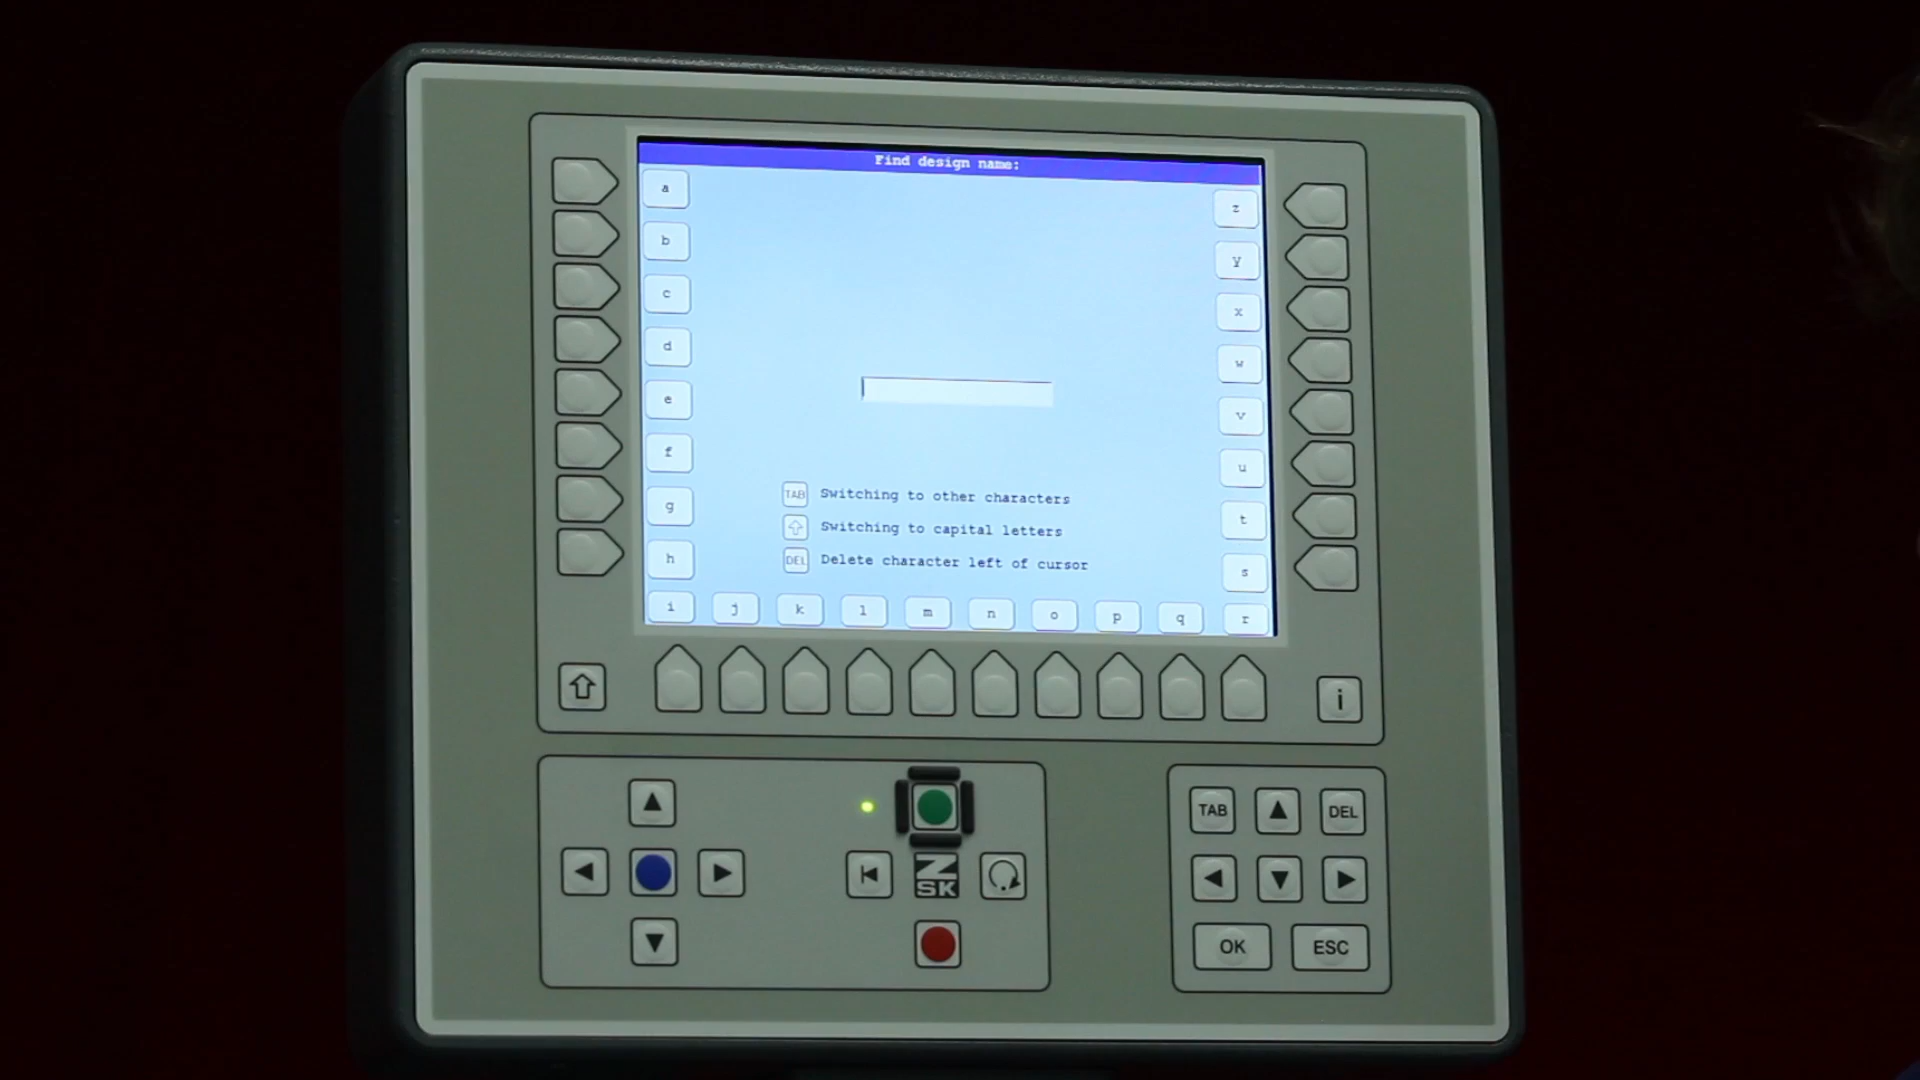 Find design name:
a z
b y
c x
d w
e v
f u
g t
h s
TAB Switching to other characters
Switching to capital letters
DEL Delete character left of cursor
i j k l m n o p q r
i
TAB DEL
ZSK
OK ESC